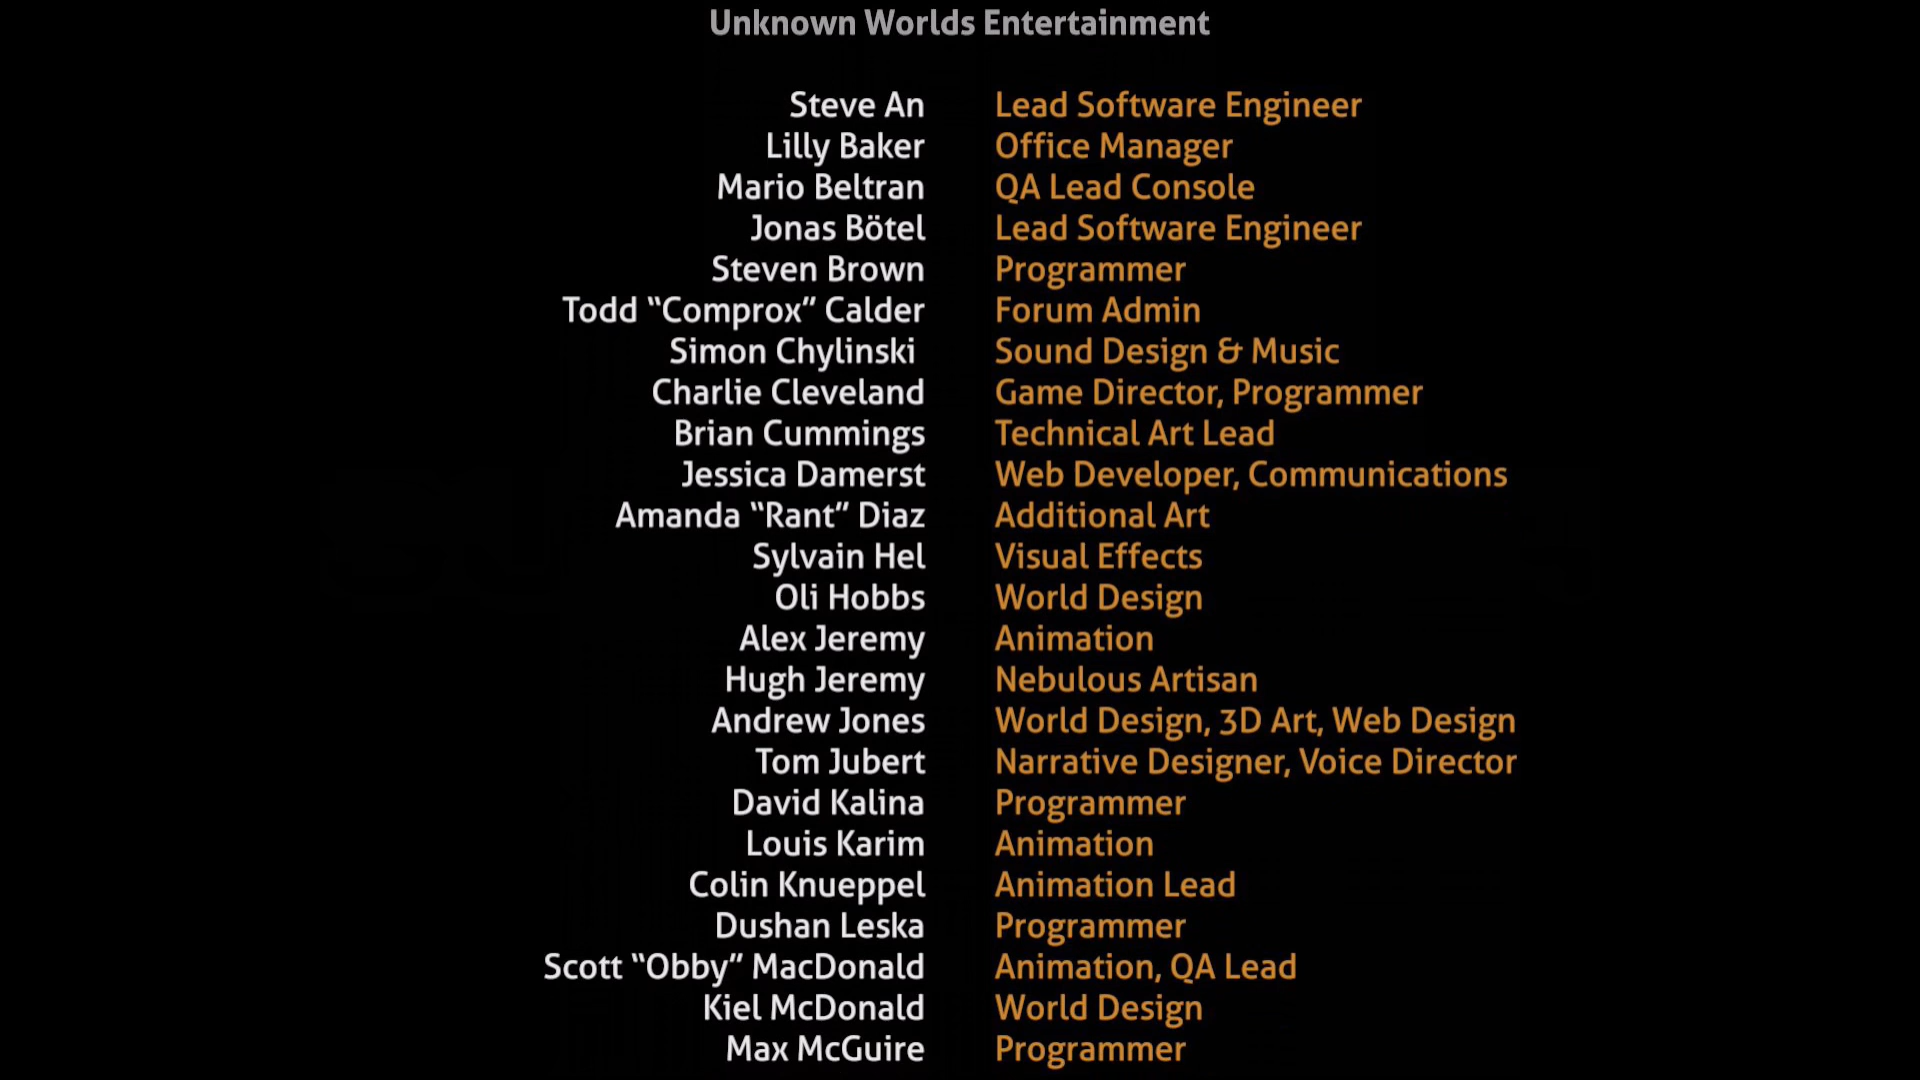 Unknown Worlds Entertainment
Steve An Lead Software Engineer
Lilly Baker Office Manager
Mario Beltran QA Lead Console
Jonas Bötel Lead Software Engineer
Steven Brown Programmer
Todd “Comprox” Calder Forum Admin
Simon Chylinski Sound Design & Music
Charlie Cleveland Game Director, Programmer
Brian Cummings Technical Art Lead
Jessica Damerst Web Developer, Communications
Amanda “Rant” Diaz Additional Art
Sylvain Hel Visual Effects
Oli Hobbs World Design
Alex Jeremy Animation
Hugh Jeremy Nebulous Artisan
Andrew Jones World Design, 3D Art, Web Design
Tom Jubert Narrative Designer, Voice Director
David Kalina Programmer
Louis Karim Animation
Colin Knueppel Animation Lead
Dushan Leska Programmer
Scott “Obby” MacDonald Animation, QA Lead
Kiel McDonald World Design
Max McGuire Programmer